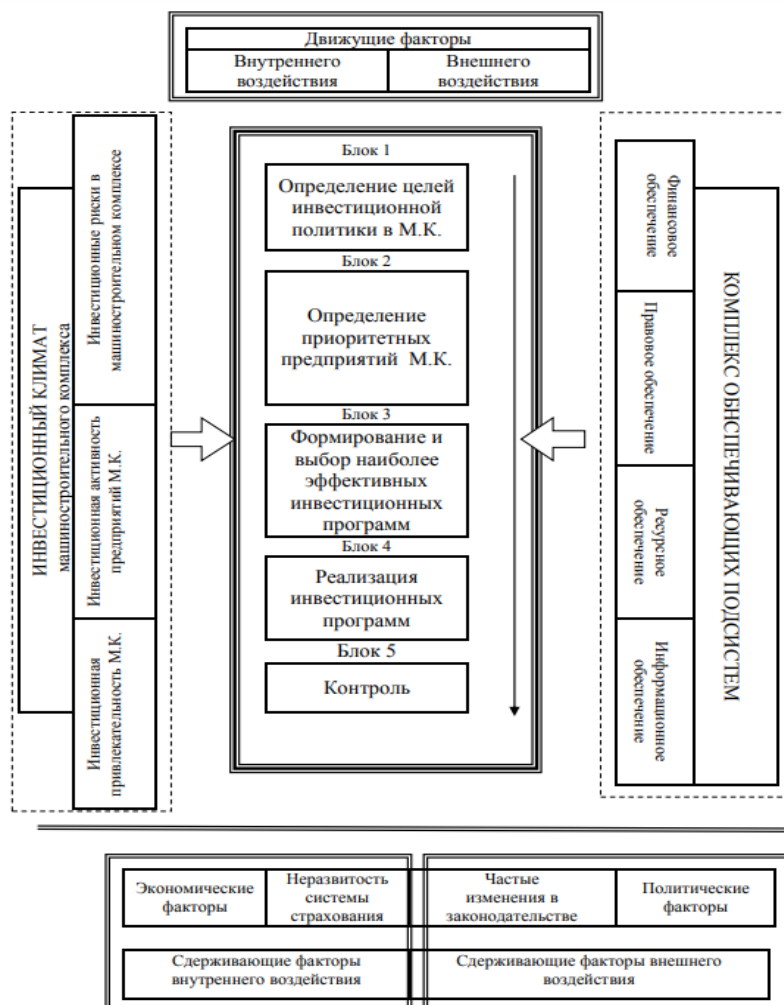 Движущие факторы
Внутреннего
воздействия
Внешнего
воздействия
ИНВЕСТИЦИОННЫЙ КЛИМАТ
машиностроительного комплекса
Инвестиционные риски в
машиностроительном комплексе
Инвестиционная активность
предприятий М.К.
Инвестиционная
привлекательность М.К.
Блок 1
Определение целей
инвестиционной
политики в М.К.
Блок 2
Определение
приоритетных
предприятий М.К.
Блок 3
Формирование и
выбор наиболее
эффективных
инвестиционных
программ
Блок 4
Реализация
инвестиционных
программ
Блок 5
Контроль
Финансовое
обеспечение
Правовое обеспечение
Ресурсное
обеспечение
Информационное
обеспечение
КОМПЛЕКС ОБНСПЕЧИВАЮЩИХ ПОДСИСТЕМ
Экономические
факторы
Неразвитость
системы
страхования
Частые
изменения в
законодательстве
Политические
факторы
Сдерживающие факторы
внутреннего воздействия
Сдерживающие факторы внешнего
воздействия